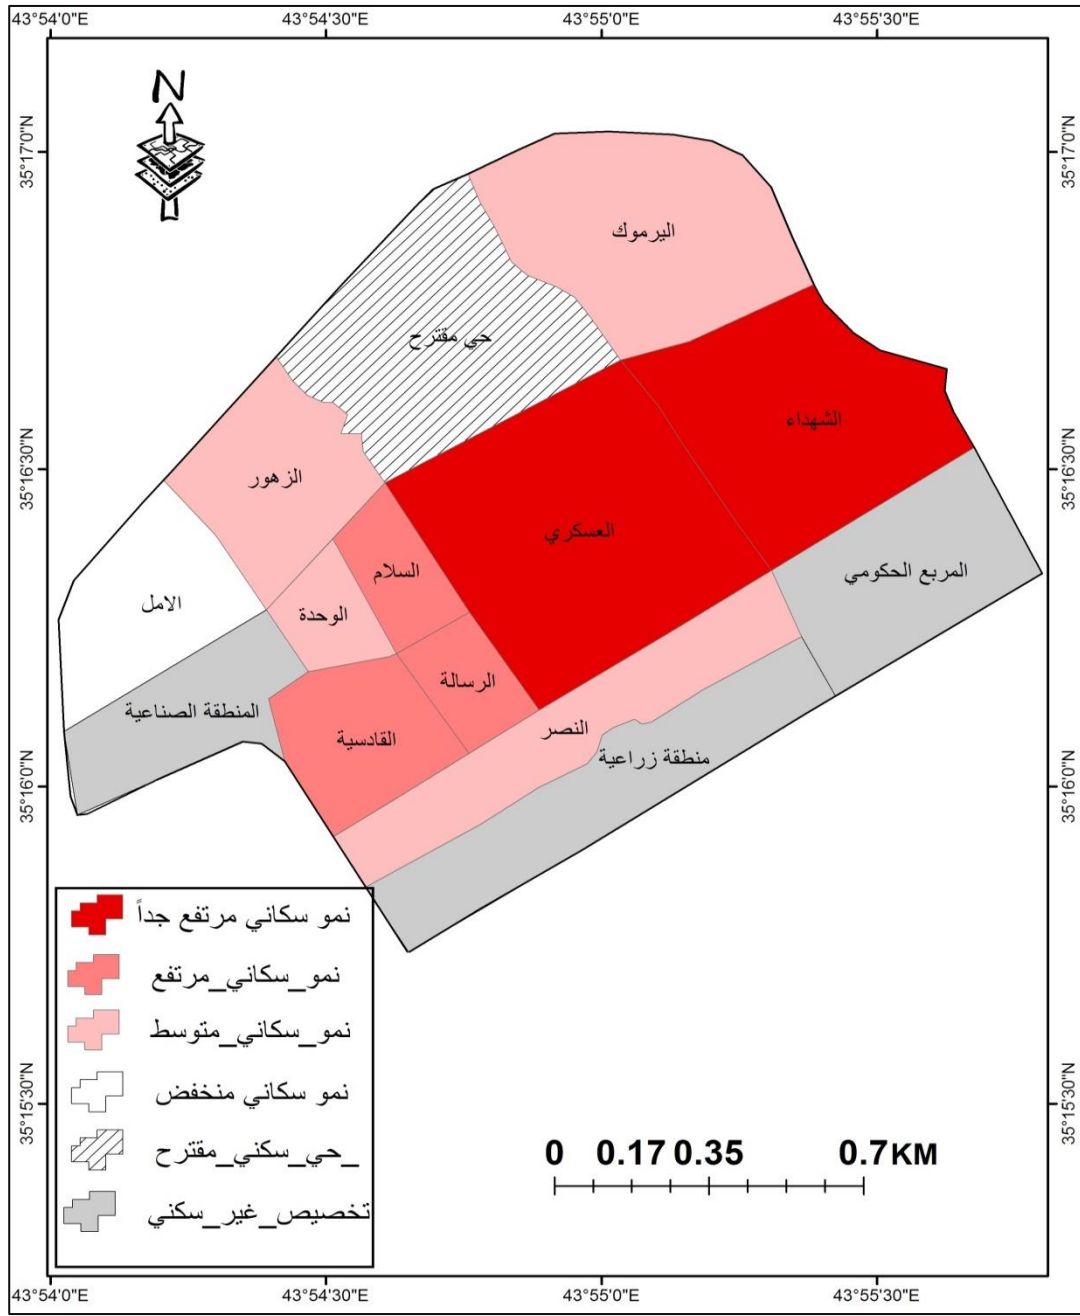 43°54'0"E 43°54'30"E 43°55'0"E 43°55'30"E
N
35°17'0"N 35°17'0"N
اليرموك
حي مقترح
الشهداء
35°16'30"N 35°16'30"N
الزهور
العسكري
السلام
المربع الحكومي
الامل
الوحدة
الرسالة
المنطقة الصناعية
القادسية
النصر
منطقة زراعية
35°16'0"N 35°16'0"N
نمو سكاني مرتفع جداً
نمو_سكاني_مرتفع
نمو_سكاني_متوسط
نمو سكاني منخفض
_حي_سكني_مقترح
تخصيص_غير_سكني
35°15'30"N 35°15'30"N
0 0.17 0.35 0.7KM
43°54'0"E 43°54'30"E 43°55'0"E 43°55'30"E